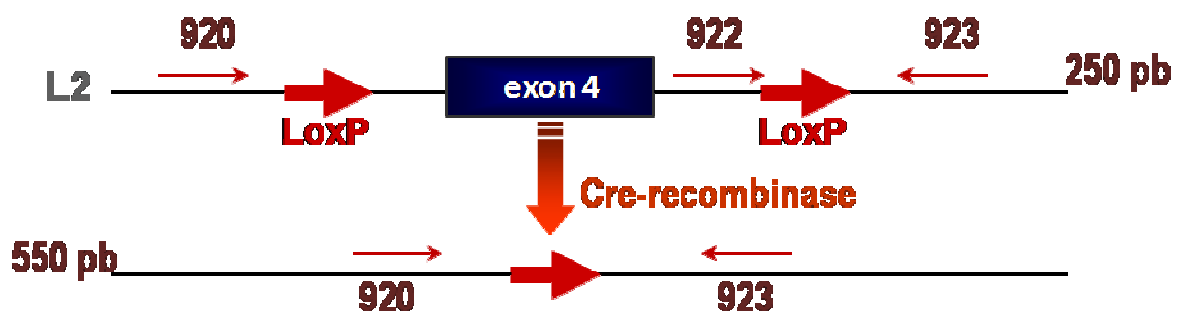 920
922
923
L2
exon 4
250 pb
LoxP
LoxP
Cre-recombinase
550 pb
920
923